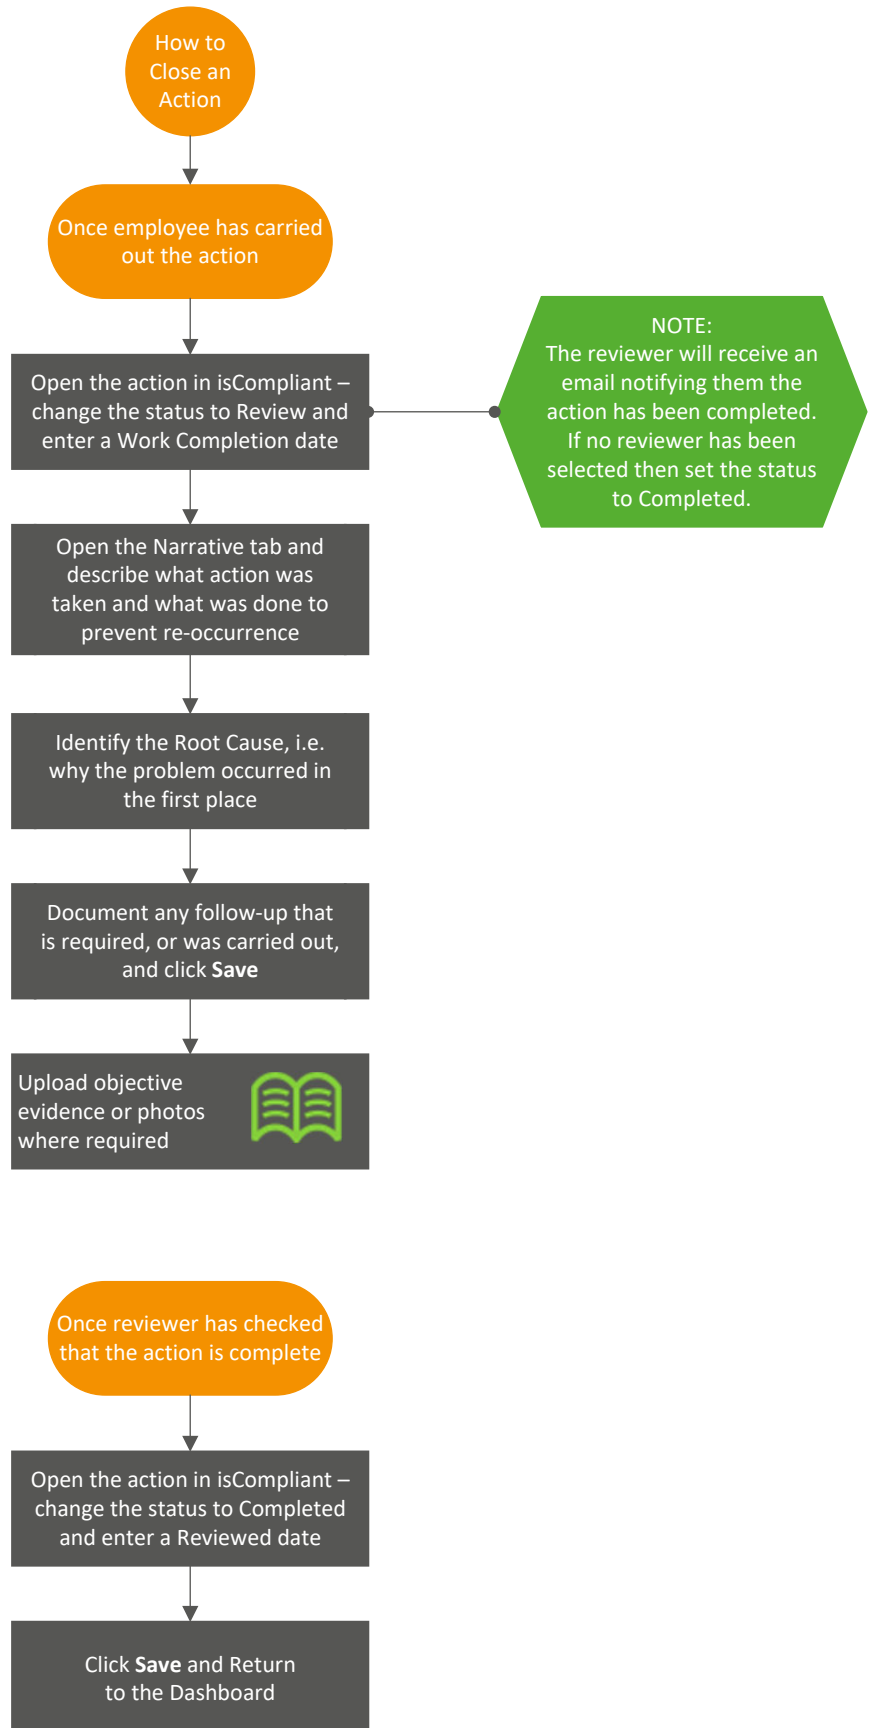 How to
Close an
Action
Once employee has carried
out the action
Open the action in isCompliant –
change the status to Review and
enter a Work Completion date
NOTE:
The reviewer will receive an
email notifying them the
action has been completed.
If no reviewer has been
selected then set the status
to Completed.
Open the Narrative tab and
describe what action was
taken and what was done to
prevent re-occurrence
Identify the Root Cause, i.e.
why the problem occurred in
the first place
Document any follow-up that
is required, or was carried out,
and click Save
Upload objective
evidence or photos
where required
Once reviewer has checked
that the action is complete
Open the action in isCompliant –
change the status to Completed
and enter a Reviewed date
Click Save and Return
to the Dashboard